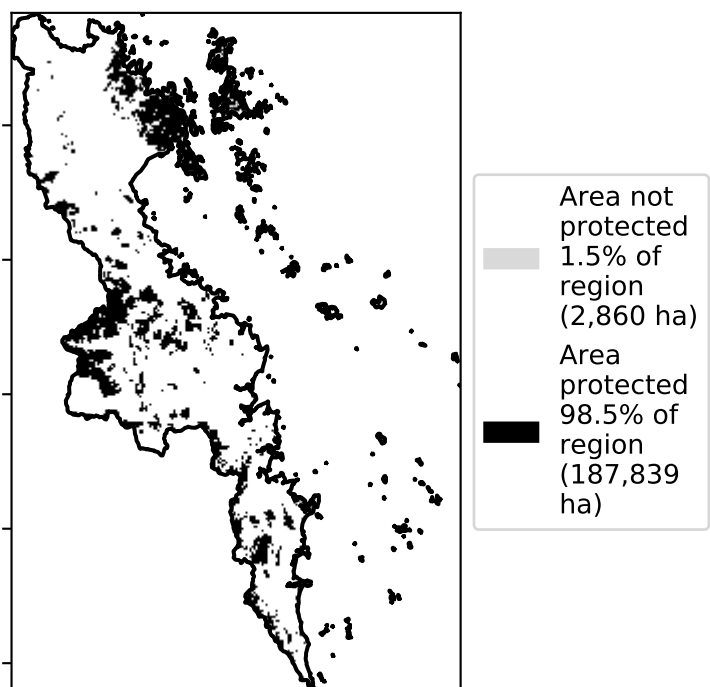 Area not
protected
1.5% of
region
(2,860 ha)
Area
protected
98.5% of
region
(187,839
ha)